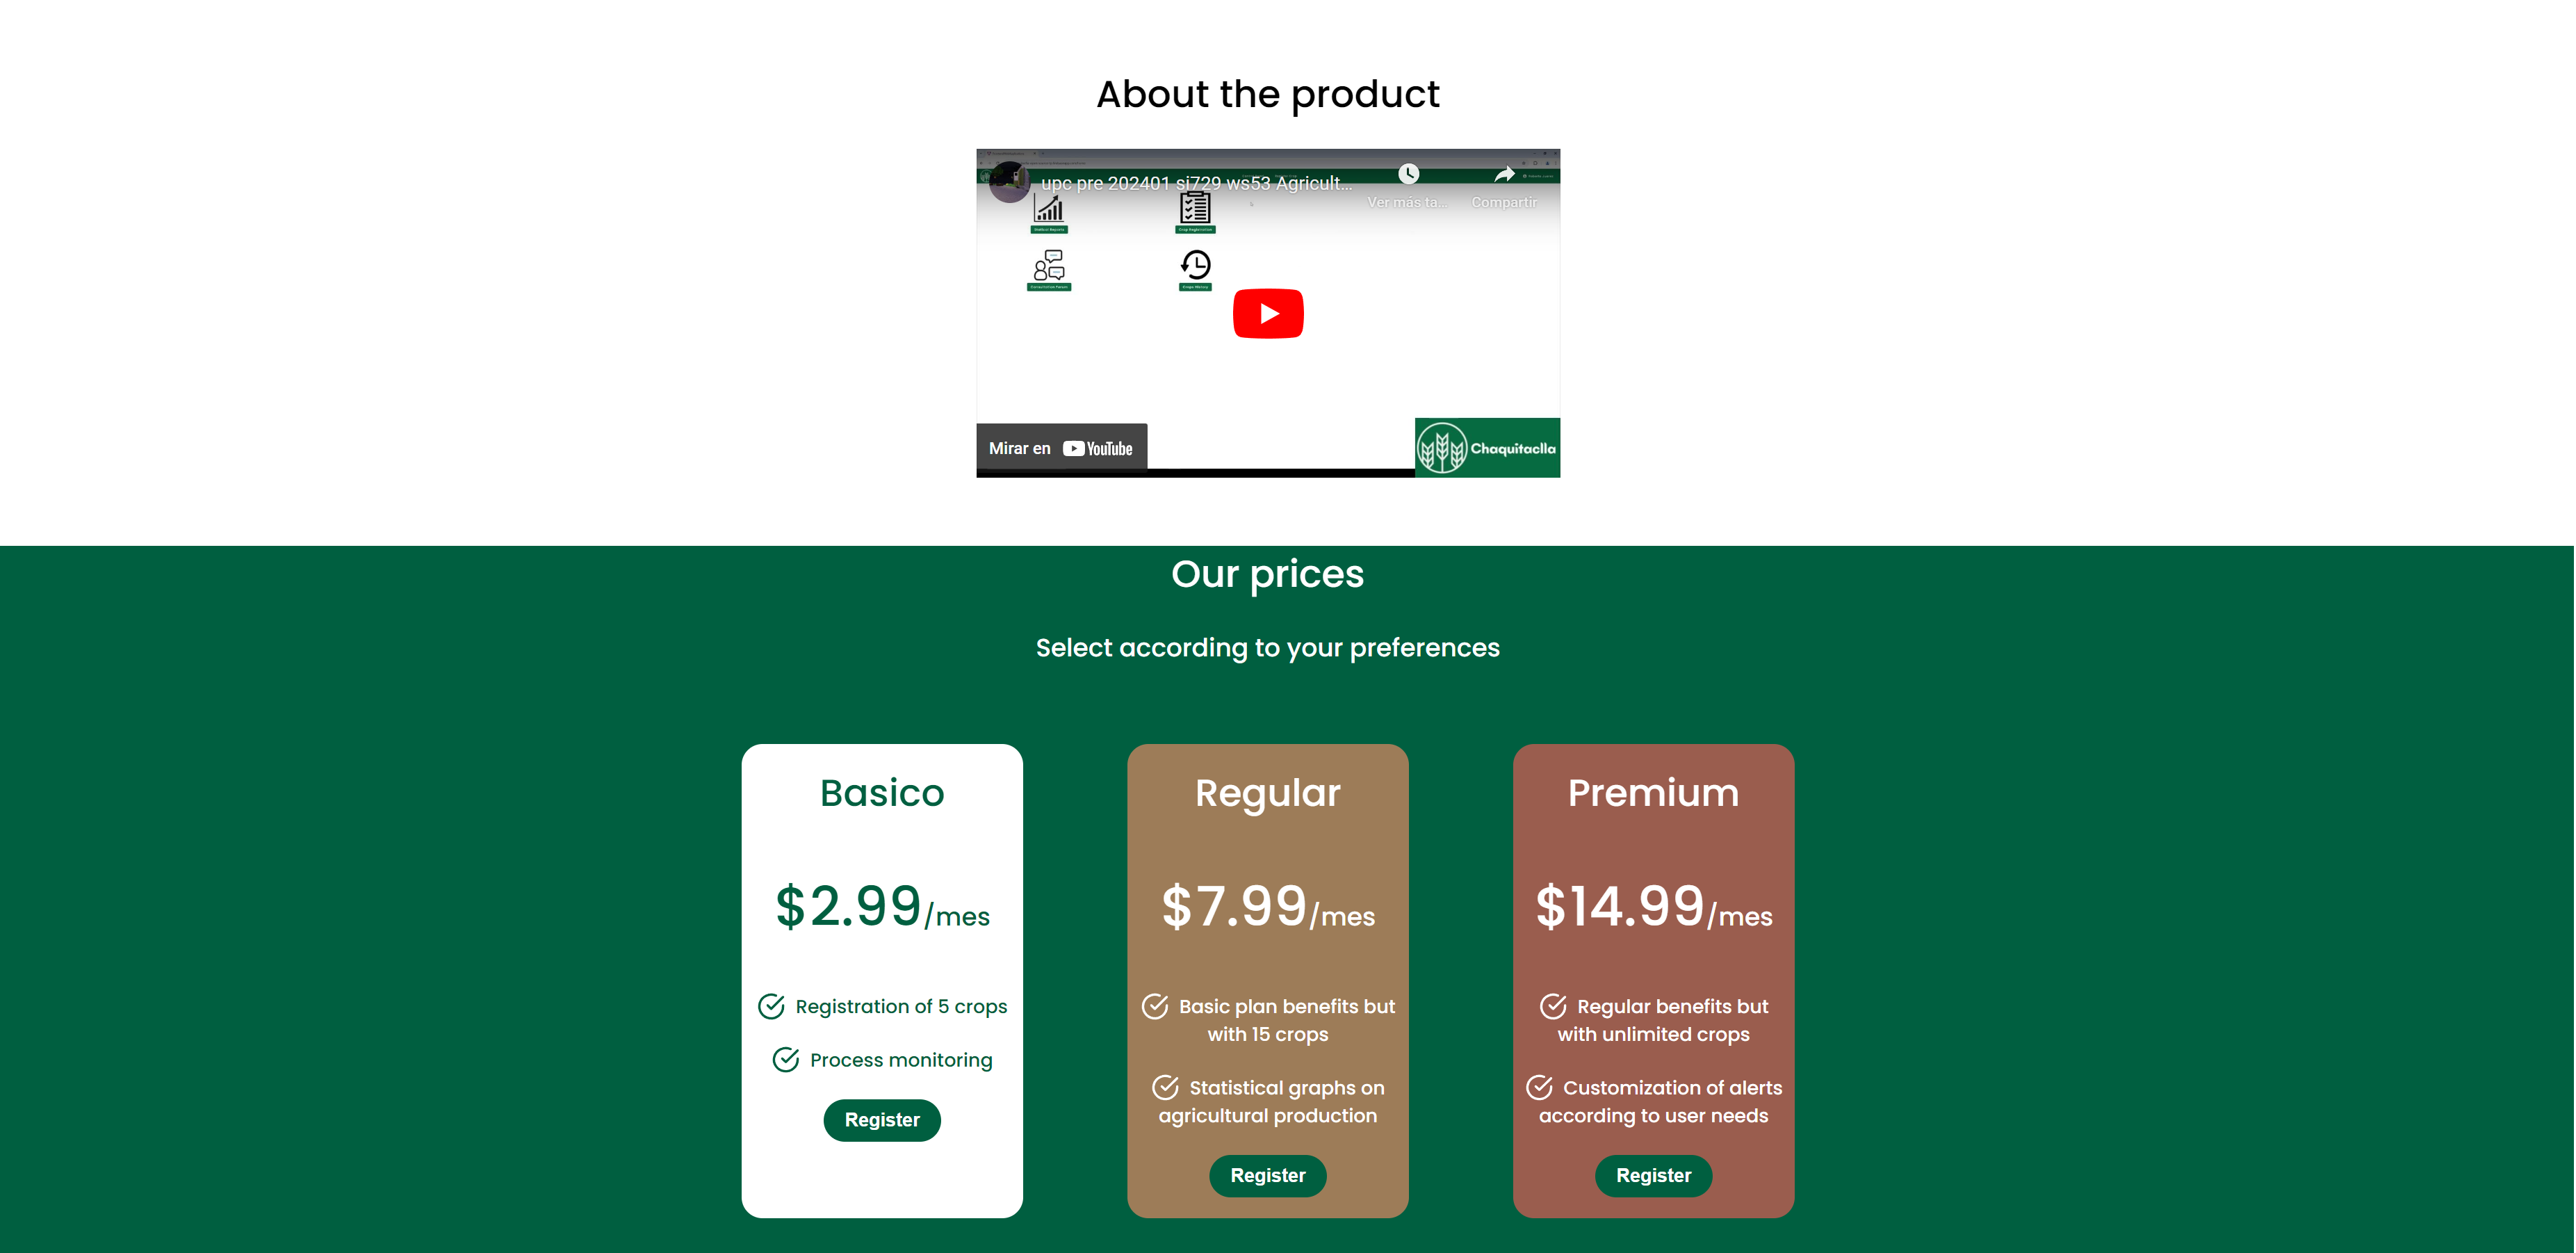 About the product
upc pre 202401 si729 ws53 Agricult...
Ver más ta...
Compartir
Crop Registration
Mirar en YouTube
Chaquitaclla
Our prices
Select according to your preferences
Basico
$2.99/mes
Registration of 5 crops
Process monitoring
Register
Regular
$7.99/mes
Basic plan benefits but
with 15 crops
Statistical graphs on
agricultural production
Register
Premium
$14.99/mes
Regular benefits but
with unlimited crops
Customization of alerts
according to user needs
Register